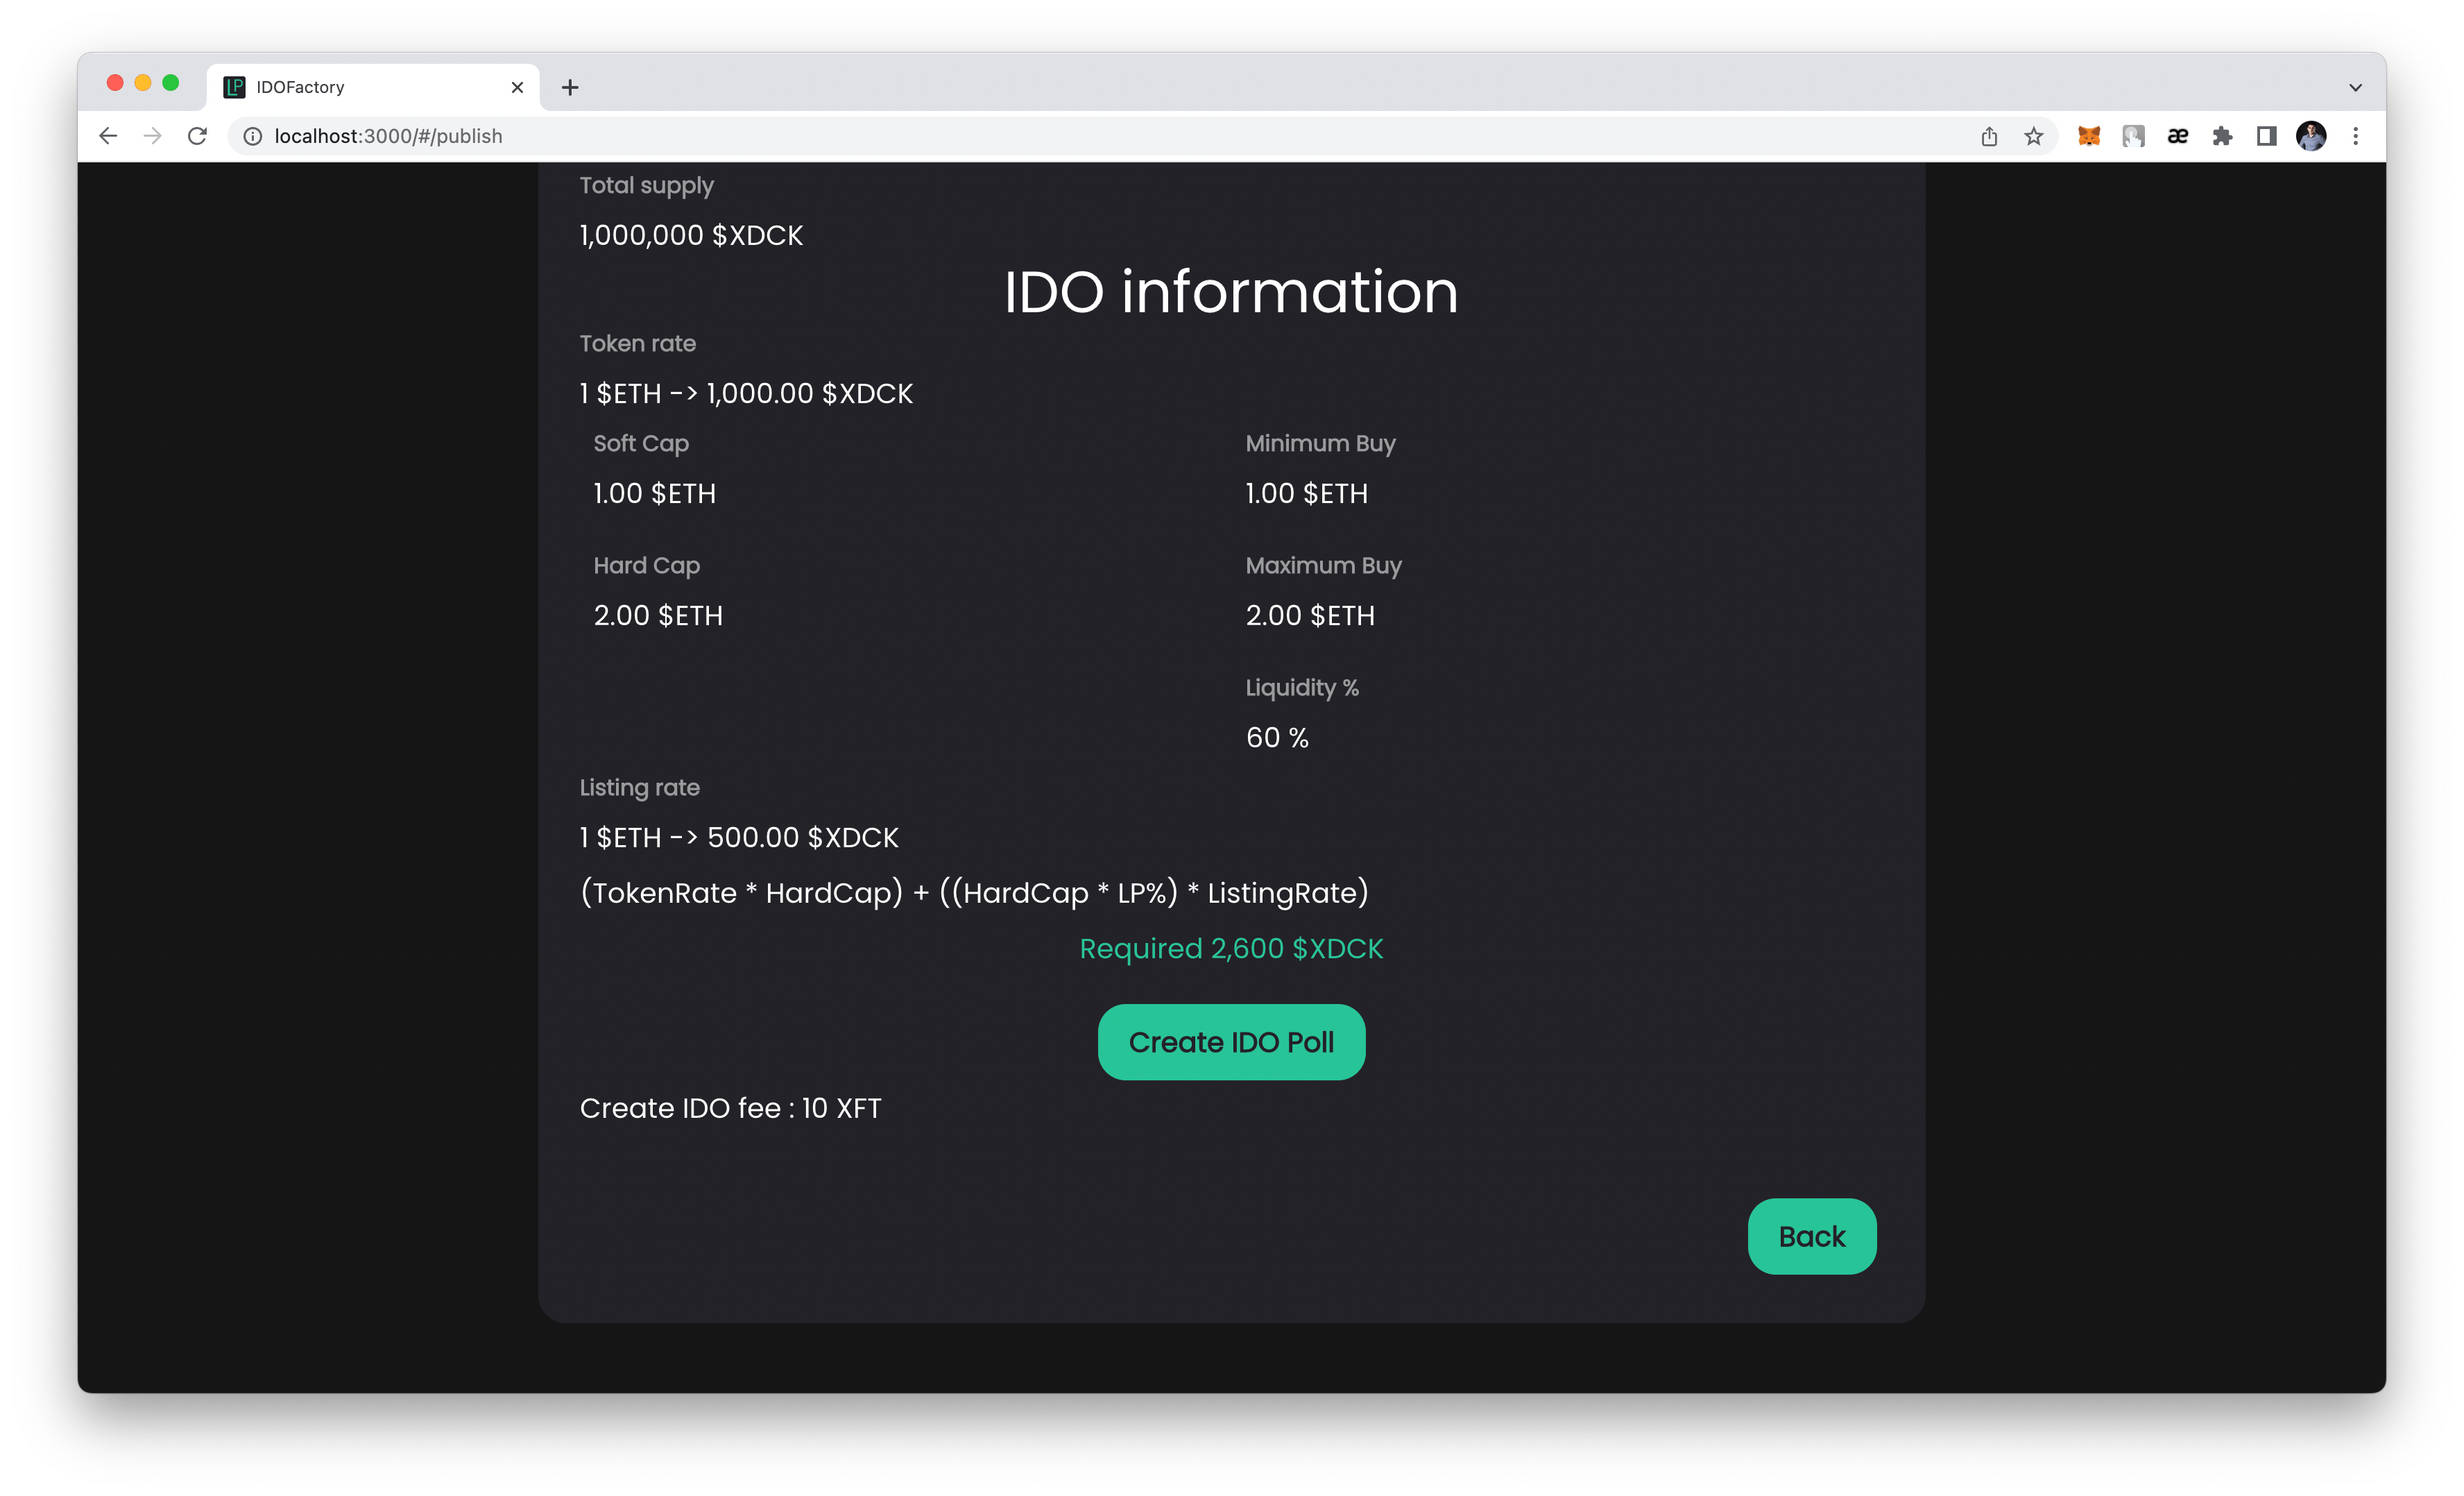 IDOFactory
localhost:3000/#/publish
Total supply
1,000,000 $XDCK
IDO information
Token rate
1 $ETH -> 1,000.00 $XDCK
Soft Cap
1.00 $ETH
Hard Cap
2.00 $ETH
Minimum Buy
1.00 $ETH
Maximum Buy
2.00 $ETH
Liquidity %
60 %
Listing rate
1 $ETH -> 500.00 $XDCK
(TokenRate * HardCap) + ((HardCap * LP%) * ListingRate)
Required 2,600 $XDCK
Create IDO Poll
Create IDO fee : 10 XFT
Back